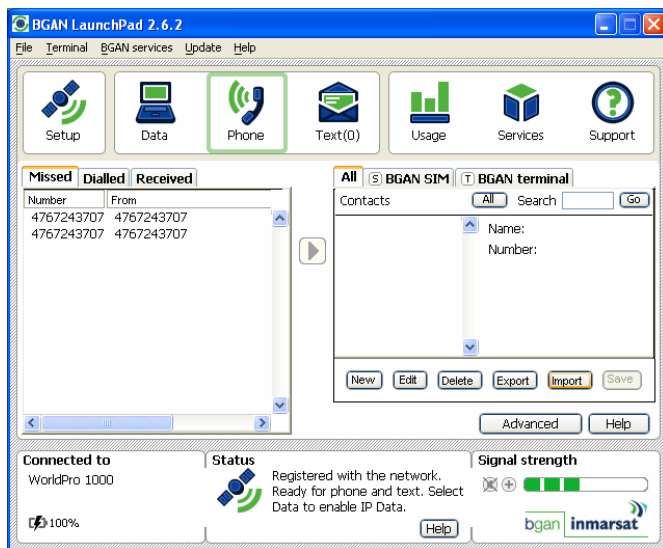 BGAN LaunchPad 2.6.2
File Terminal BGAN services Update Help
Setup Data Phone Text(0) Usage Services Support
Missed Dialled Received
Number From
4767243707 4767243707
4767243707 4767243707
All S BGAN SIM T BGAN terminal
Contacts All Search Go
Name:
Number:
New Edit Delete Export Import Save
Advanced Help
Connected to
WorldPro 1000
100%
Status
Registered with the network.
Ready for phone and text. Select
Data to enable IP Data.
Help
Signal strength
bgan inmarsat